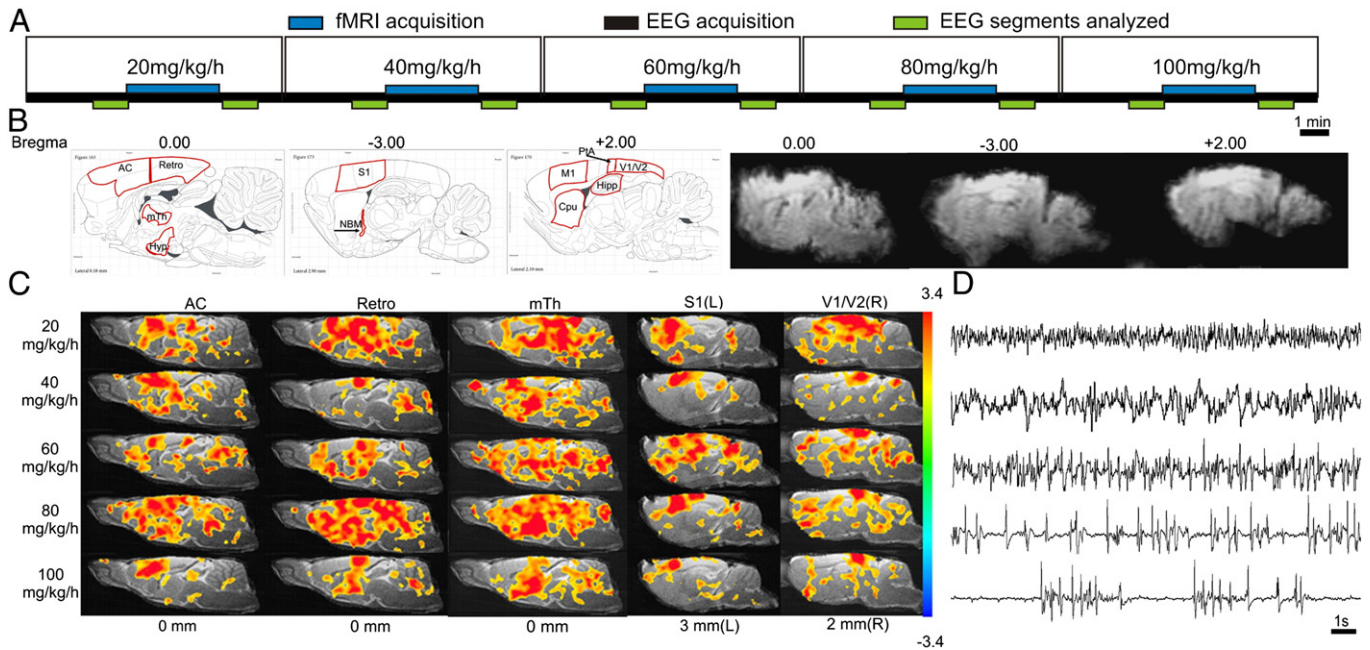 A
fMRI acquisition
EEG acquisition
EEG segments analyzed
20mg/kg/h
40mg/kg/h
60mg/kg/h
80mg/kg/h
100mg/kg/h
1 min
B
Bregma
0.00
-3.00
+2.00
0.00
-3.00
+2.00
AC
Retro
mTh
Hyp
S1
NBM
PtA
M1
V1/V2
Hipp
Cpu
C
AC
Retro
mTh
S1(L)
V1/V2(R)
3.4
20
mg/kg/h
40
mg/kg/h
60
mg/kg/h
80
mg/kg/h
100
mg/kg/h
0 mm
0 mm
0 mm
3 mm(L)
2 mm(R)
-3.4
D
1s